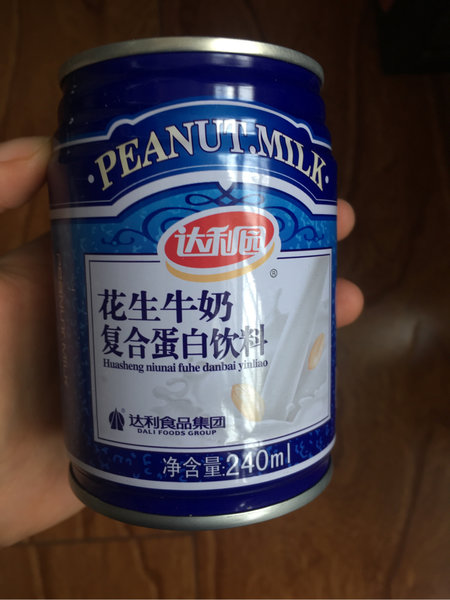 ·PEANUT.MILK·
达利园
®
花生牛奶
复合蛋白饮料
Huasheng niunai fuhe danbai yinliao
达利食品集团
DALI FOODS GROUP
净含量:240ml